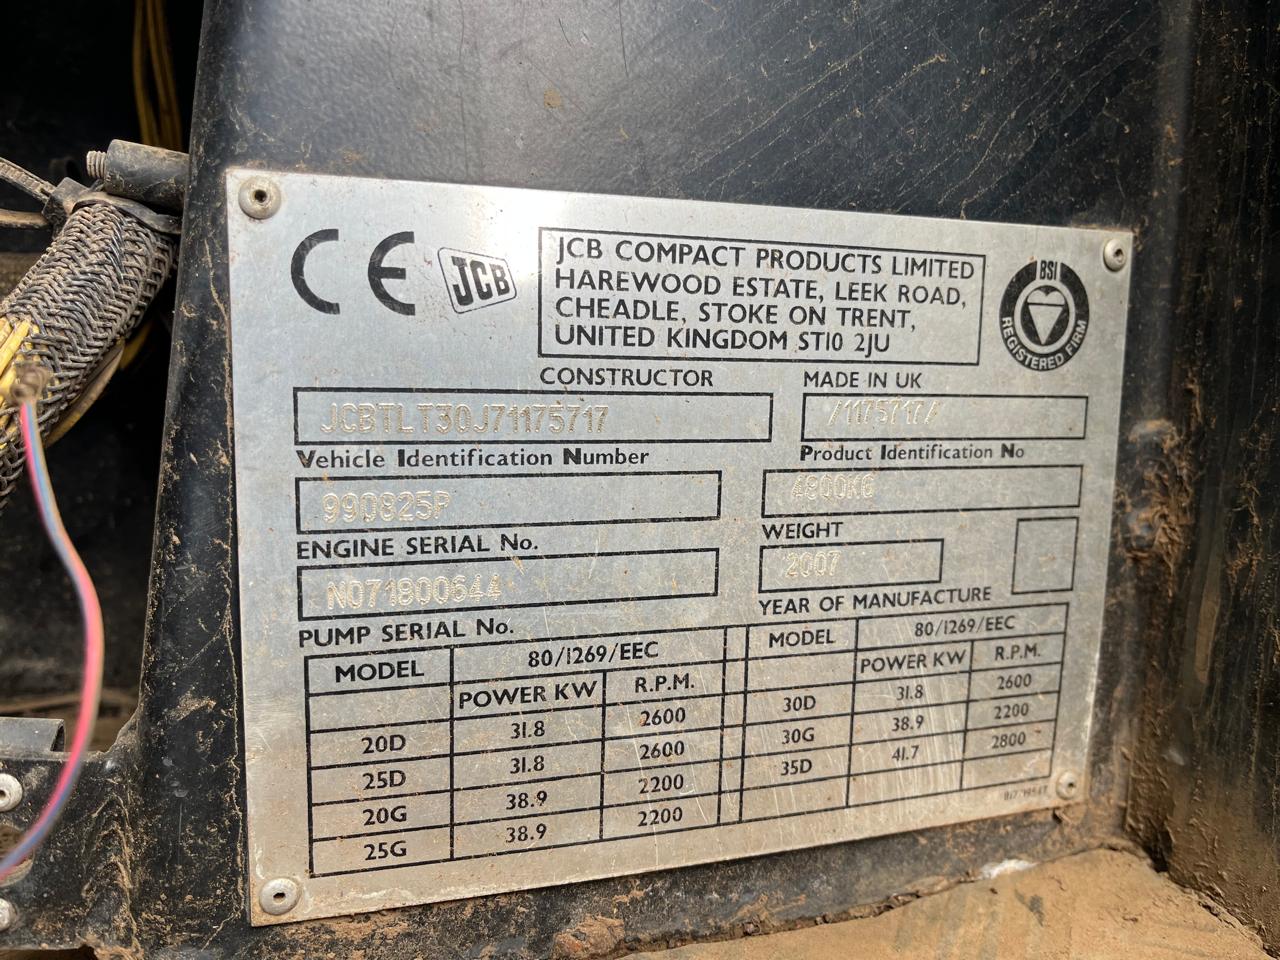 CE
JCB
JCB COMPACT PRODUCTS LIMITED
HAREWOOD ESTATE, LEEK ROAD,
CHEADLE, STOKE ON TRENT,
UNITED KINGDOM ST10 2JU
BSI
REGISTERED FIRM
CONSTRUCTOR
MADE IN UK
JCBTLT30J71175717
/1175717/
Vehicle Identification Number
Product Identification No
990825P
4800KG
ENGINE SERIAL No.
WEIGHT
N071800644
2007
PUMP SERIAL No.
YEAR OF MANUFACTURE
MODEL 80/1269/EEC MODEL 80/1269/EEC
POWER KW R.P.M. POWER KW R.P.M.
20D 31.8 2600 30D 31.8 2600
25D 31.8 2600 30G 38.9 2200
20G 38.9 2200 35D 41.7 2800
25G 38.9 2200